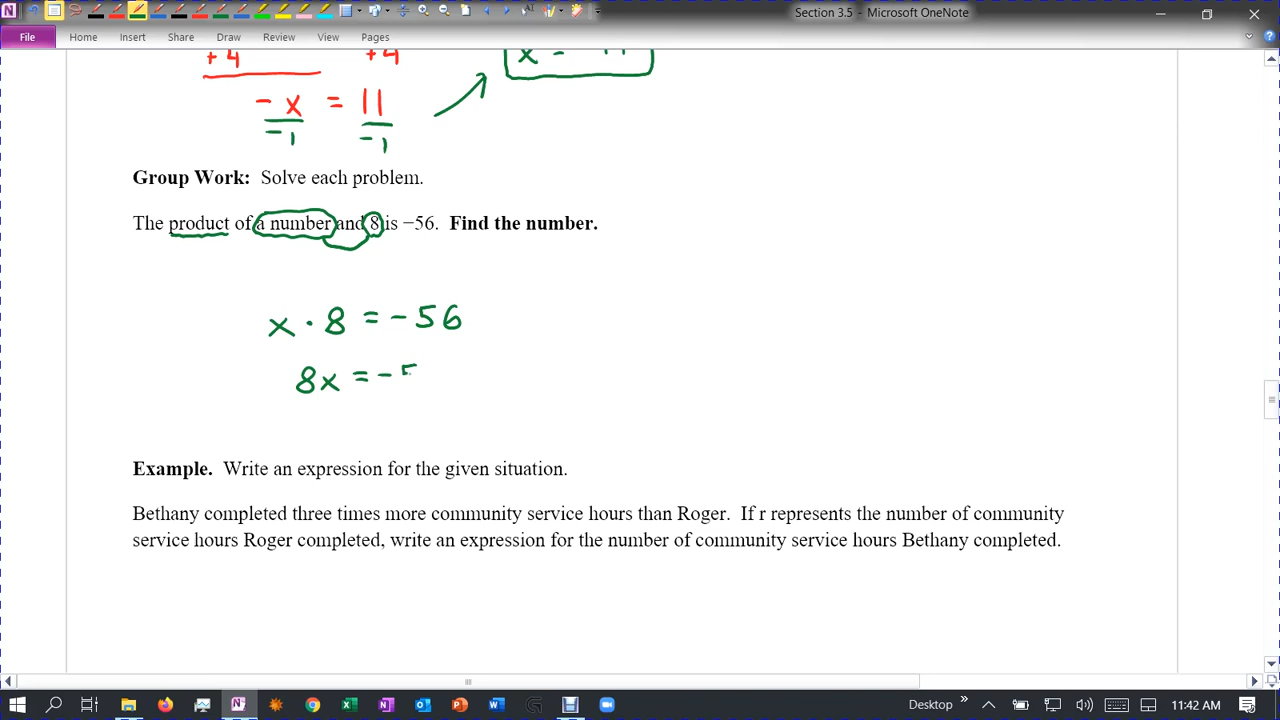 Section 3.5 - Microsoft OneNote
File Home Insert Share Draw Review View Pages
+4 +4
- x = 11
-1 -1
Group Work: Solve each problem.
The product of a number and 8 is −56. Find the number.
x · 8 = - 56
8x = - 5
Example. Write an expression for the given situation.
Bethany completed three times more community service hours than Roger. If r represents the number of community
service hours Roger completed, write an expression for the number of community service hours Bethany completed.
Desktop
11:42 AM